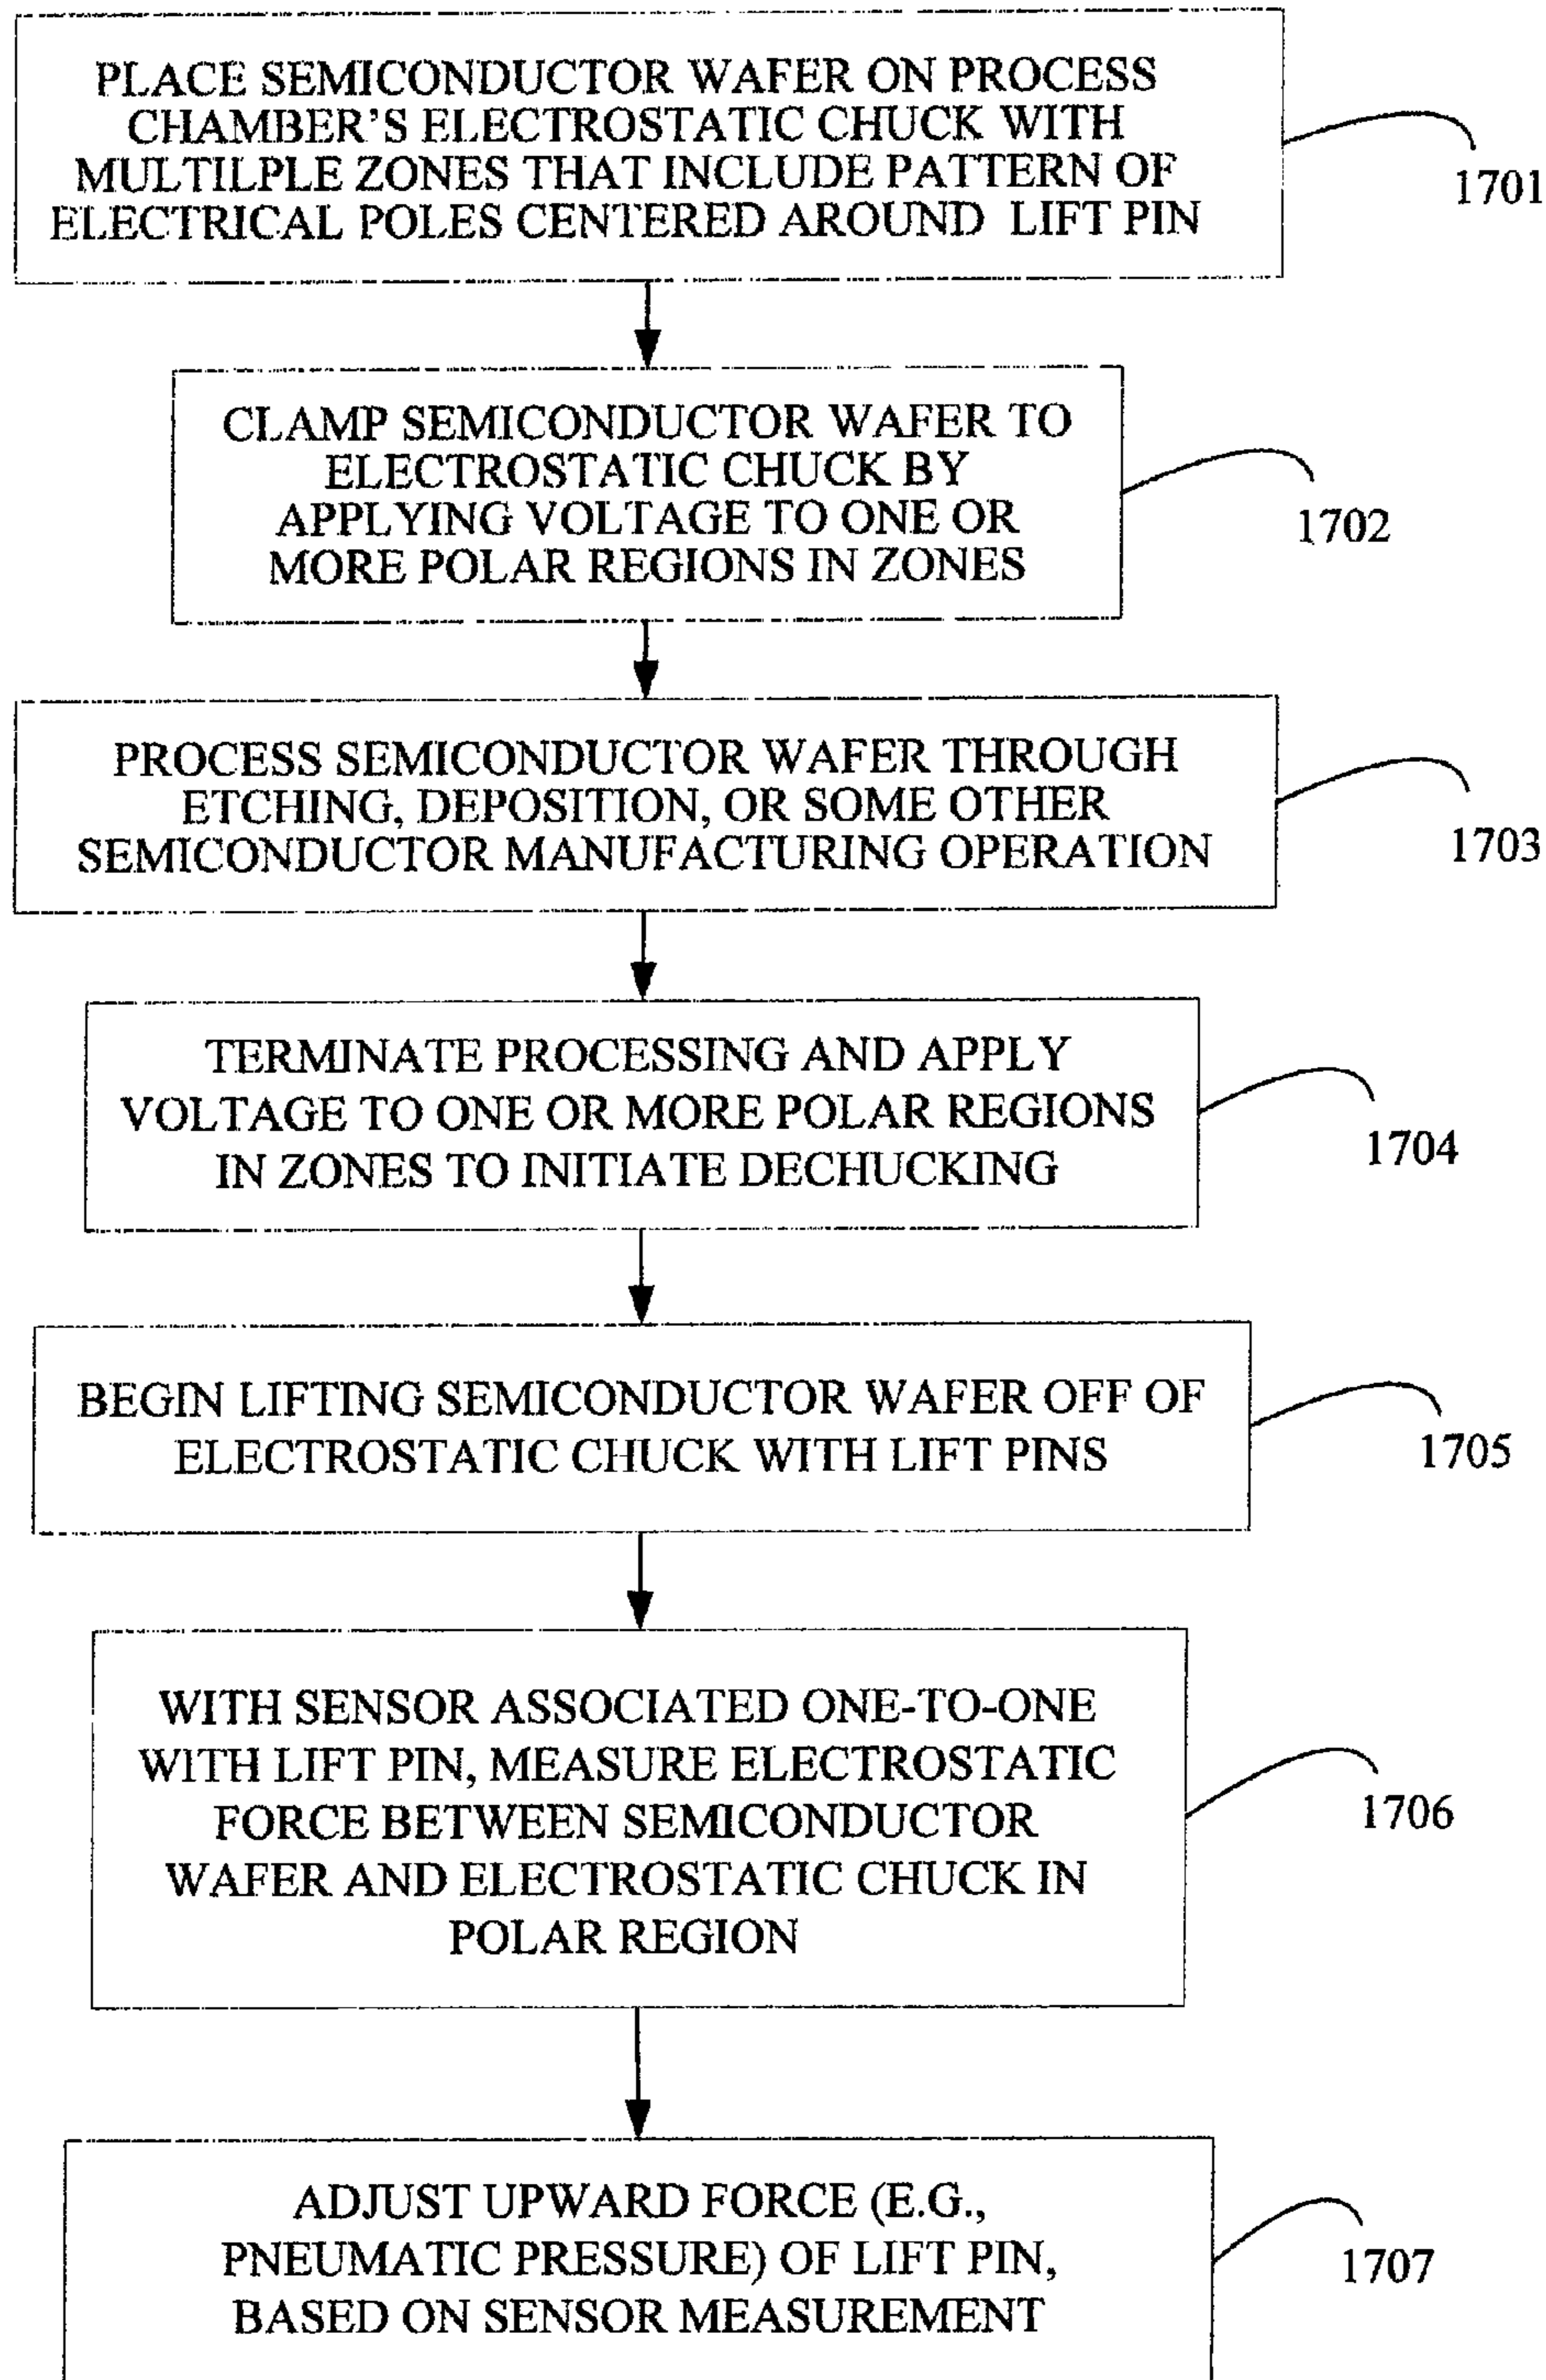 PLACE SEMICONDUCTOR WAFER ON PROCESS
CHAMBER'S ELECTROSTATIC CHUCK WITH
MULTILPLE ZONES THAT INCLUDE PATTERN OF
ELECTRICAL POLES CENTERED AROUND LIFT PIN
1701
CLAMP SEMICONDUCTOR WAFER TO
ELECTROSTATIC CHUCK BY
APPLYING VOLTAGE TO ONE OR
MORE POLAR REGIONS IN ZONES
1702
PROCESS SEMICONDUCTOR WAFER THROUGH
ETCHING, DEPOSITION, OR SOME OTHER
SEMICONDUCTOR MANUFACTURING OPERATION
1703
TERMINATE PROCESSING AND APPLY
VOLTAGE TO ONE OR MORE POLAR REGIONS
IN ZONES TO INITIATE DECHUCKING
1704
BEGIN LIFTING SEMICONDUCTOR WAFER OFF OF
ELECTROSTATIC CHUCK WITH LIFT PINS
1705
WITH SENSOR ASSOCIATED ONE-TO-ONE
WITH LIFT PIN, MEASURE ELECTROSTATIC
FORCE BETWEEN SEMICONDUCTOR
WAFER AND ELECTROSTATIC CHUCK IN
POLAR REGION
1706
ADJUST UPWARD FORCE (E.G.,
PNEUMATIC PRESSURE) OF LIFT PIN,
BASED ON SENSOR MEASUREMENT
1707